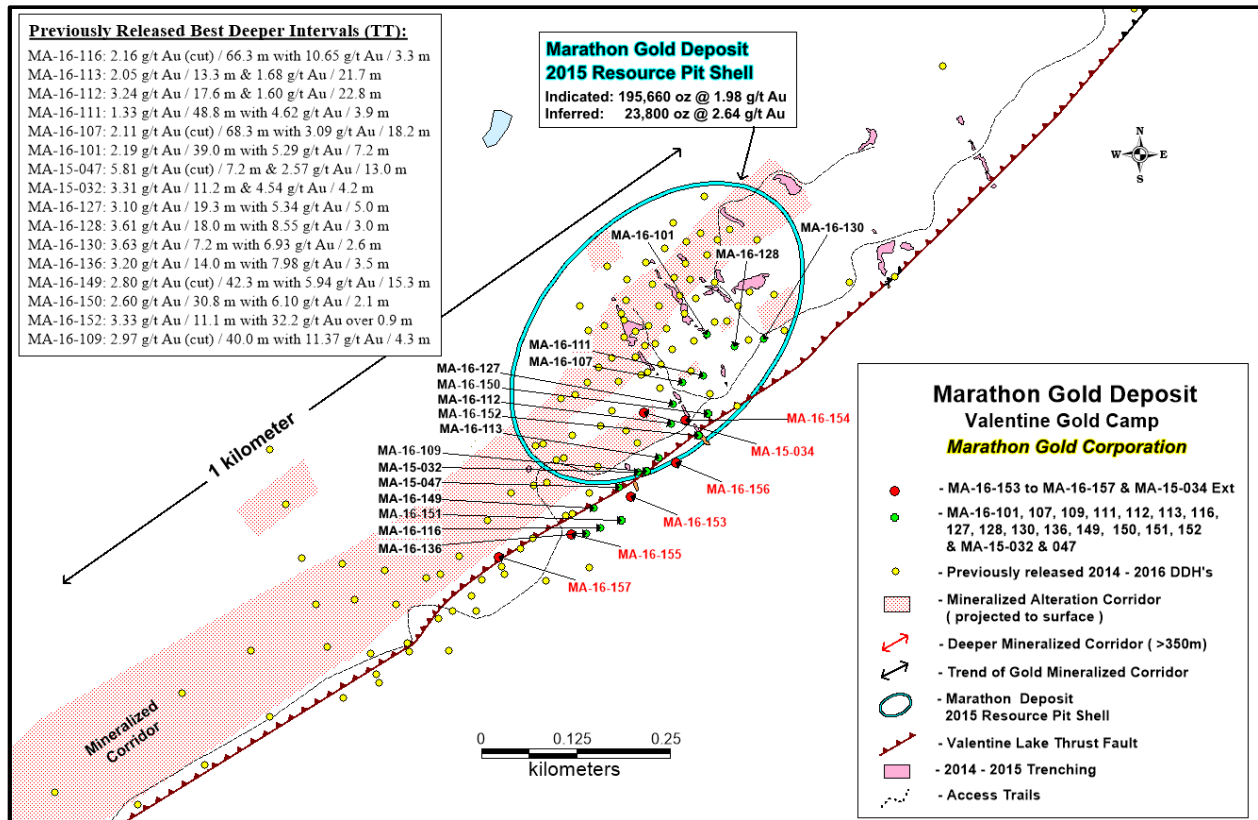 Previously Released Best Deeper Intervals (TT):
MA-16-116: 2.16 g/t Au (cut) / 66.3 m with 10.65 g/t Au / 3.3 m
MA-16-113: 2.05 g/t Au / 13.3 m & 1.68 g/t Au / 21.7 m
MA-16-112: 3.24 g/t Au / 17.6 m & 1.60 g/t Au / 22.8 m
MA-16-111: 1.33 g/t Au / 48.8 m with 4.62 g/t Au / 3.9 m
MA-16-107: 2.11 g/t Au (cut) / 68.3 m with 3.09 g/t Au / 18.2 m
MA-16-101: 2.19 g/t Au / 39.0 m with 5.29 g/t Au / 7.2 m
MA-15-047: 5.81 g/t Au (cut) / 7.2 m & 2.57 g/t Au / 13.0 m
MA-15-032: 3.31 g/t Au / 11.2 m & 4.54 g/t Au / 4.2 m
MA-16-127: 3.10 g/t Au / 19.3 m with 5.34 g/t Au / 5.0 m
MA-16-128: 3.61 g/t Au / 18.0 m with 8.55 g/t Au / 3.0 m
MA-16-130: 3.63 g/t Au / 7.2 m with 6.93 g/t Au / 2.6 m
MA-16-136: 3.20 g/t Au / 14.0 m with 7.98 g/t Au / 3.5 m
MA-16-149: 2.80 g/t Au (cut) / 42.3 m with 5.94 g/t Au / 15.3 m
MA-16-150: 2.60 g/t Au / 30.8 m with 6.10 g/t Au / 2.1 m
MA-16-152: 3.33 g/t Au / 11.1 m with 32.2 g/t Au over 0.9 m
MA-16-109: 2.97 g/t Au (cut) / 40.0 m with 11.37 g/t Au / 4.3 m
Marathon Gold Deposit
2015 Resource Pit Shell
Indicated: 195,660 oz @ 1.98 g/t Au
Inferred: 23,800 oz @ 2.64 g/t Au
N
W E
S
MA-16-101
MA-16-130
MA-16-128
MA-16-111
MA-16-107
MA-16-127
MA-16-150
MA-16-112
MA-16-152
MA-16-113
MA-16-109
MA-15-032
MA-15-047
MA-16-149
MA-16-151
MA-16-116
MA-16-136
MA-16-154
MA-15-034
MA-16-156
MA-16-153
MA-16-155
MA-16-157
1 kilometer
Mineralized
Corridor
0 0.125 0.25
kilometers
Marathon Gold Deposit
Valentine Gold Camp
Marathon Gold Corporation
- MA-16-153 to MA-16-157 & MA-15-034 Ext
- MA-16-101, 107, 109, 111, 112, 113, 116,
127, 128, 130, 136, 149, 150, 151, 152
& MA-15-032 & 047
- Previously released 2014 - 2016 DDH's
- Mineralized Alteration Corridor
( projected to surface )
- Deeper Mineralized Corridor ( >350m)
- Trend of Gold Mineralized Corridor
- Marathon Deposit
2015 Resource Pit Shell
- Valentine Lake Thrust Fault
- 2014 - 2015 Trenching
- Access Trails